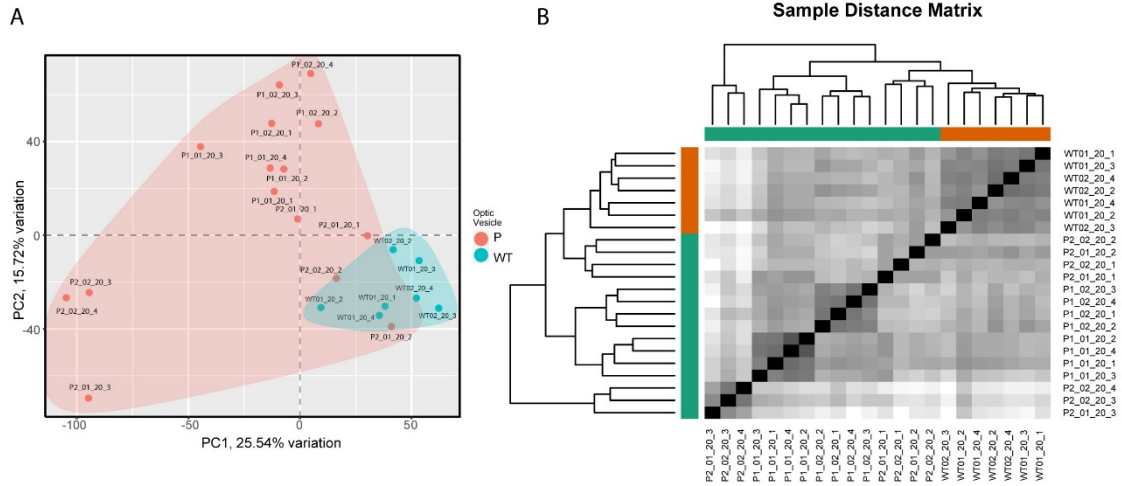 A
P1_02_20_4
P1_02_20_3
P1_02_20_2
P1_02_20_1
P1_01_20_3
P1_01_20_4
P1_01_20_2
P1_01_20_1
P2_01_20_1
P2_01_20_1
WT02_20_2
WT01_20_3
P2_02_20_2
P2_02_20_3
P2_02_20_4
WT02_20_4
WT01_20_2
WT01_20_1
WT02_20_3
WT01_20_4
P2_01_20_2
P2_01_20_3
40
0
-40
-100
-50
0
50
PC2, 15.72% variation
PC1, 25.54% variation
Optic
Vesicle
P
WT
B
Sample Distance Matrix
WT01_20_1
WT01_20_3
WT02_20_4
WT02_20_2
WT01_20_4
WT01_20_2
WT02_20_3
P2_02_20_2
P2_01_20_2
P2_02_20_1
P2_01_20_1
P1_02_20_3
P1_02_20_4
P1_02_20_1
P1_02_20_2
P1_01_20_2
P1_01_20_4
P1_01_20_1
P1_01_20_3
P2_02_20_4
P2_02_20_3
P2_01_20_3
P2_01_20_3
P2_02_20_3
P2_02_20_4
P1_01_20_3
P1_01_20_1
P1_01_20_4
P1_01_20_2
P1_02_20_2
P1_02_20_1
P1_02_20_4
P1_02_20_3
P2_01_20_1
P2_02_20_1
P2_01_20_2
P2_02_20_2
WT02_20_3
WT01_20_2
WT01_20_4
WT02_20_2
WT02_20_4
WT01_20_3
WT01_20_1